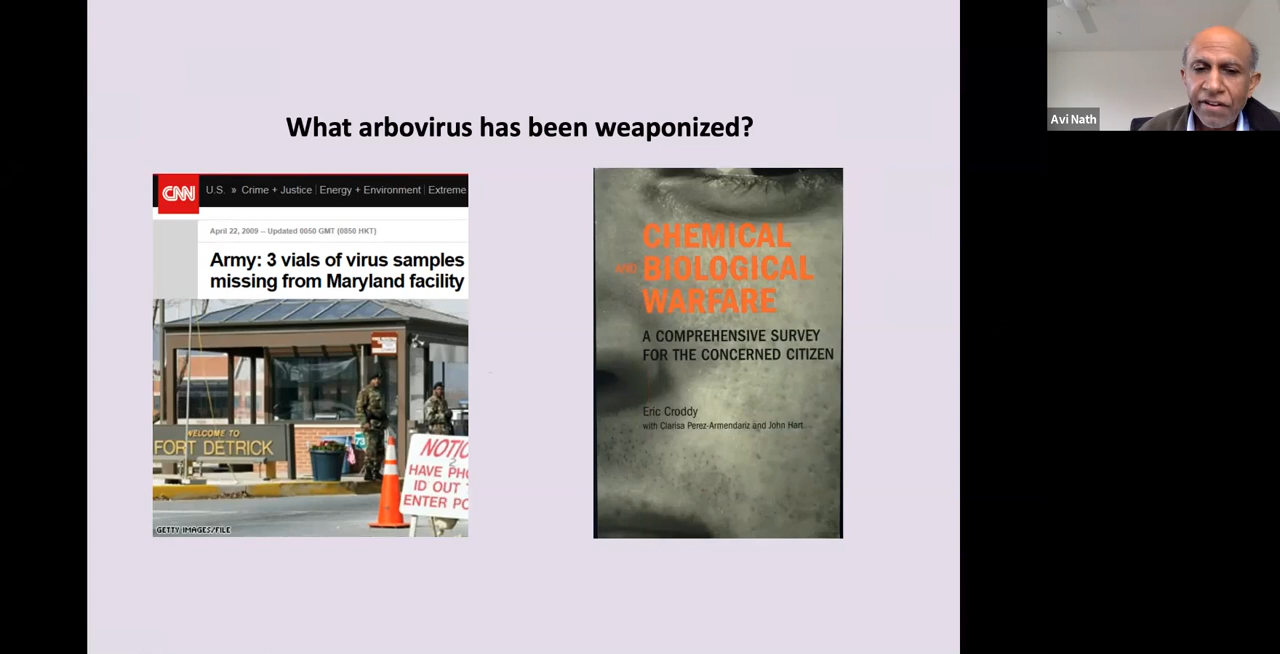 What arbovirus has been weaponized?
CNN
U.S. » Crime + Justice | Energy + Environment | Extreme
April 22, 2009 -- Updated 0050 GMT (0850 HKT)
Army: 3 vials of virus samples
missing from Maryland facility
WELCOME TO
FORT DETRICK
73
NOTIC
HAVE PH
ID OUT
ENTER PO
GETTY IMAGES/FILE
CHEMICAL
AND BIOLOGICAL
WARFARE
A COMPREHENSIVE SURVEY
FOR THE CONCERNED CITIZEN
Eric Croddy
with Clarisa Perez-Armendariz and John Hart
Avi Nath